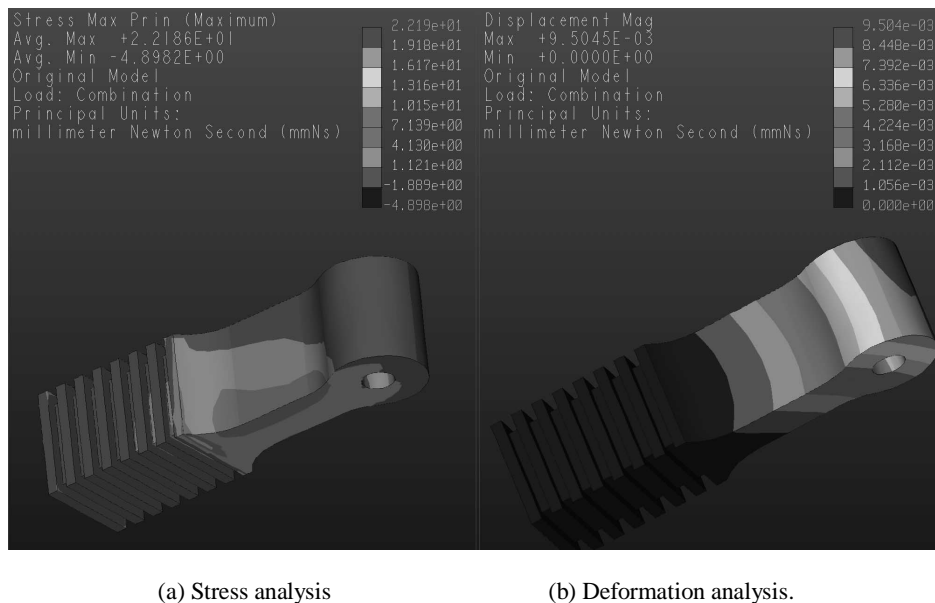 Stress Max Prin (Maximum)
Avg. Max +2.2186E+01
Avg. Min -4.8982E+00
Original Model
Load: Combination
Principal Units:
millimeter Newton Second (mmNs)
2.219e+01
1.918e+01
1.617e+01
1.316e+01
1.015e+01
7.139e+00
4.130e+00
1.121e+00
-1.889e+00
-4.898e+00
Displacement Mag
Max +9.5045E-03
Min +0.0000E+00
Original Model
Load: Combination
Principal Units:
millimeter Newton Second (mmNs)
9.504e-03
8.448e-03
7.392e-03
6.336e-03
5.280e-03
4.224e-03
3.168e-03
2.112e-03
1.056e-03
0.000e+00
(a) Stress analysis
(b) Deformation analysis.